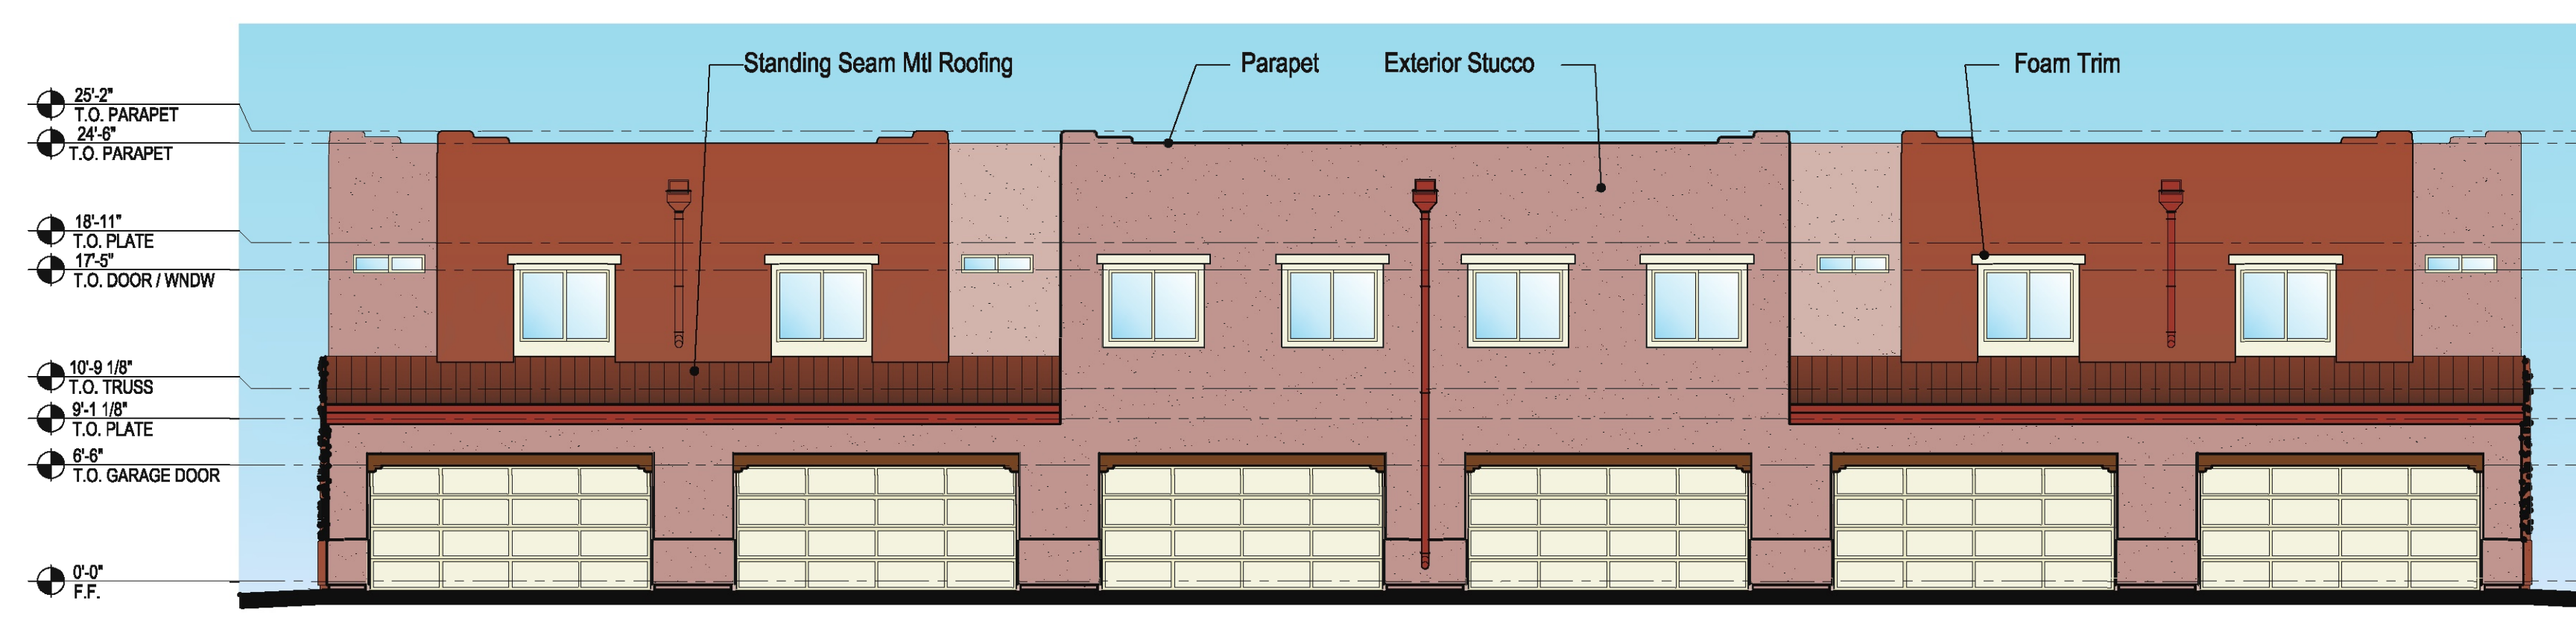 Standing Seam Mtl Roofing
Parapet
Exterior Stucco
Foam Trim
25'-2"
T.O. PARAPET
24'-6"
T.O. PARAPET
18'-11"
T.O. PLATE
17'-5"
T.O. DOOR / WNDW
10'-9 1/8"
T.O. TRUSS
9'-1 1/8"
T.O. PLATE
6'-6"
T.O. GARAGE DOOR
0'-0"
F.F.